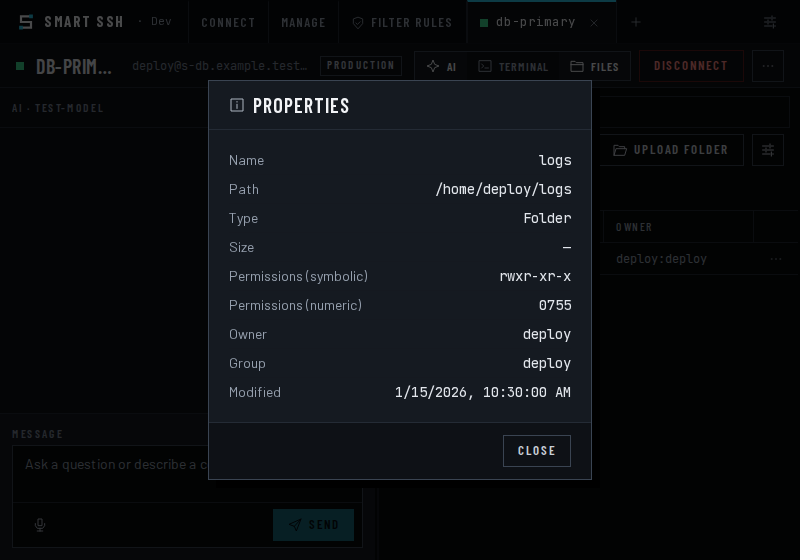 SMART SSH · Dev CONNECT MANAGE FILTER RULES db-primary × +
DB-PRIM… deploy@s-db.example.test… PRODUCTION AI TERMINAL FILES DISCONNECT ···
AI · TEST-MODEL
UPLOAD FOLDER
OWNER
deploy:deploy ···
PROPERTIES
Name logs
Path /home/deploy/logs
Type Folder
Size —
Permissions (symbolic) rwxr-xr-x
Permissions (numeric) 0755
Owner deploy
Group deploy
Modified 1/15/2026, 10:30:00 AM
CLOSE
MESSAGE
Ask a question or describe a c
SEND